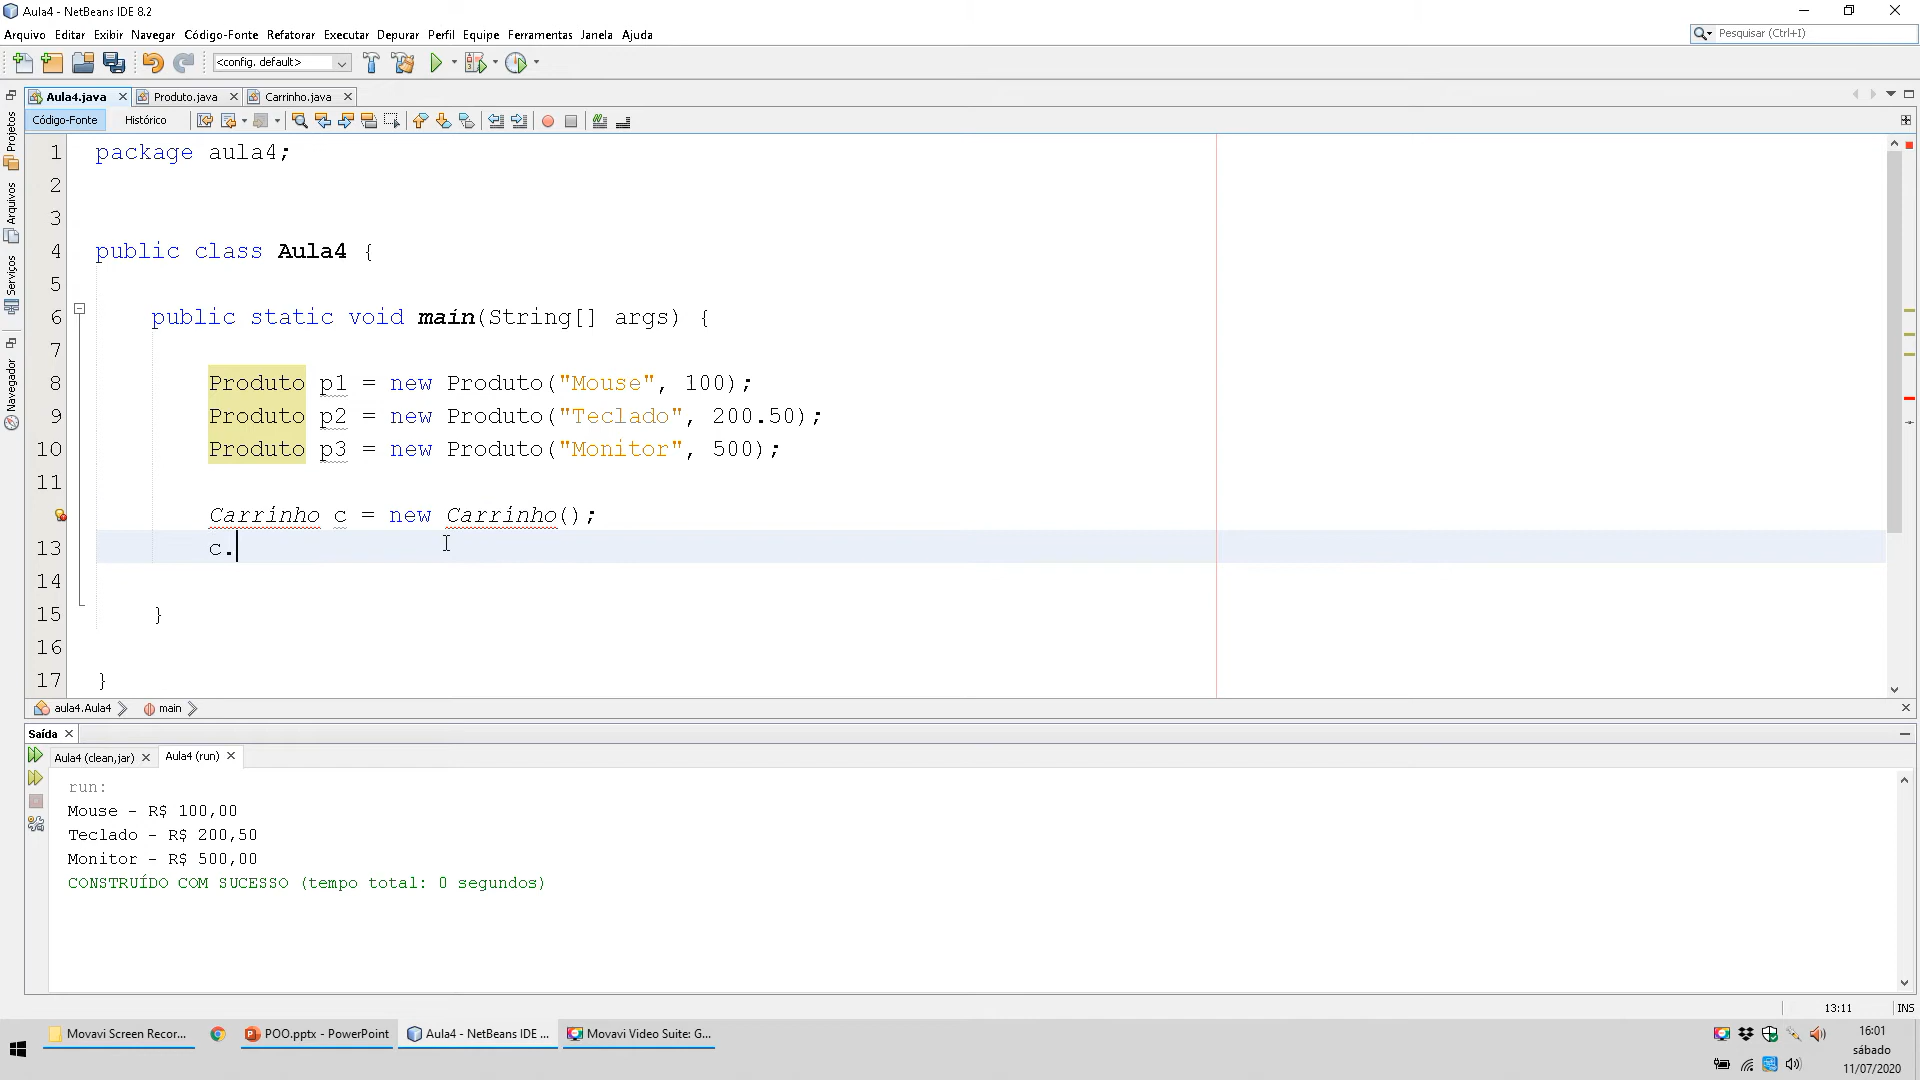 Aula4 - NetBeans IDE 8.2
Arquivo Editar Exibir Navegar Código-Fonte Refatorar Executar Depurar Perfil Equipe Ferramentas Janela Ajuda
Pesquisar (Ctrl+I)
<config. default>
Aula4.java Produto.java Carrinho.java
Código-Fonte Histórico
Projetos
Arquivos
Serviços
Navegador
1 package aula4;
2
3
4 public class Aula4 {
5
6 public static void main(String[] args) {
7
8 Produto p1 = new Produto("Mouse", 100);
9 Produto p2 = new Produto("Teclado", 200.50);
10 Produto p3 = new Produto("Monitor", 500);
11
Carrinho c = new Carrinho();
13 c.
14
15 }
16
17 }
aula4.Aula4 main
Saída
Aula4 (clean,jar) Aula4 (run)
run:
Mouse - R$ 100,00
Teclado - R$ 200,50
Monitor - R$ 500,00
CONSTRUÍDO COM SUCESSO (tempo total: 0 segundos)
13:11 INS
Movavi Screen Recor... POO.pptx - PowerPoint Aula4 - NetBeans IDE ... Movavi Video Suite: G...
16:01
sábado
11/07/2020